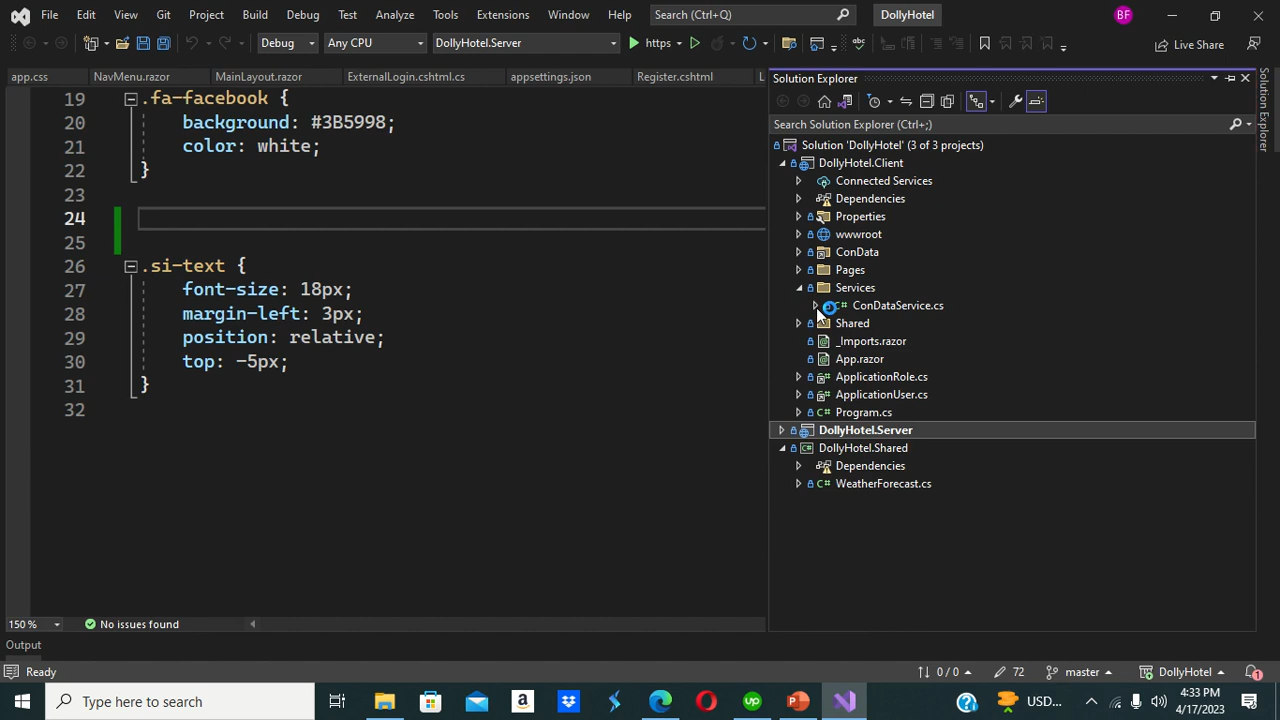 File Edit View Git Project Build Debug Test Analyze Tools Extensions Window Help Search (Ctrl+Q) DollyHotel BF
Debug Any CPU DollyHotel.Server https Live Share
app.css NavMenu.razor MainLayout.razor ExternalLogin.cshtml.cs appsettings.json Register.cshtml L
19 .fa-facebook {
20 background: #3B5998;
21 color: white;
22 }
23
24
25
26 .si-text {
27 font-size: 18px;
28 margin-left: 3px;
29 position: relative;
30 top: -5px;
31 }
32
150 % No issues found
Output
Solution Explorer
Search Solution Explorer (Ctrl+;)
Solution 'DollyHotel' (3 of 3 projects)
DollyHotel.Client
Connected Services
Dependencies
Properties
wwwroot
ConData
Pages
Services
C# ConDataService.cs
Shared
_Imports.razor
App.razor
C# ApplicationRole.cs
C# ApplicationUser.cs
C# Program.cs
DollyHotel.Server
C# DollyHotel.Shared
Dependencies
C# WeatherForecast.cs
Solution Explorer
Ready 0 / 0 72 master DollyHotel 1
Type here to search USD... 4:33 PM
4/17/2023